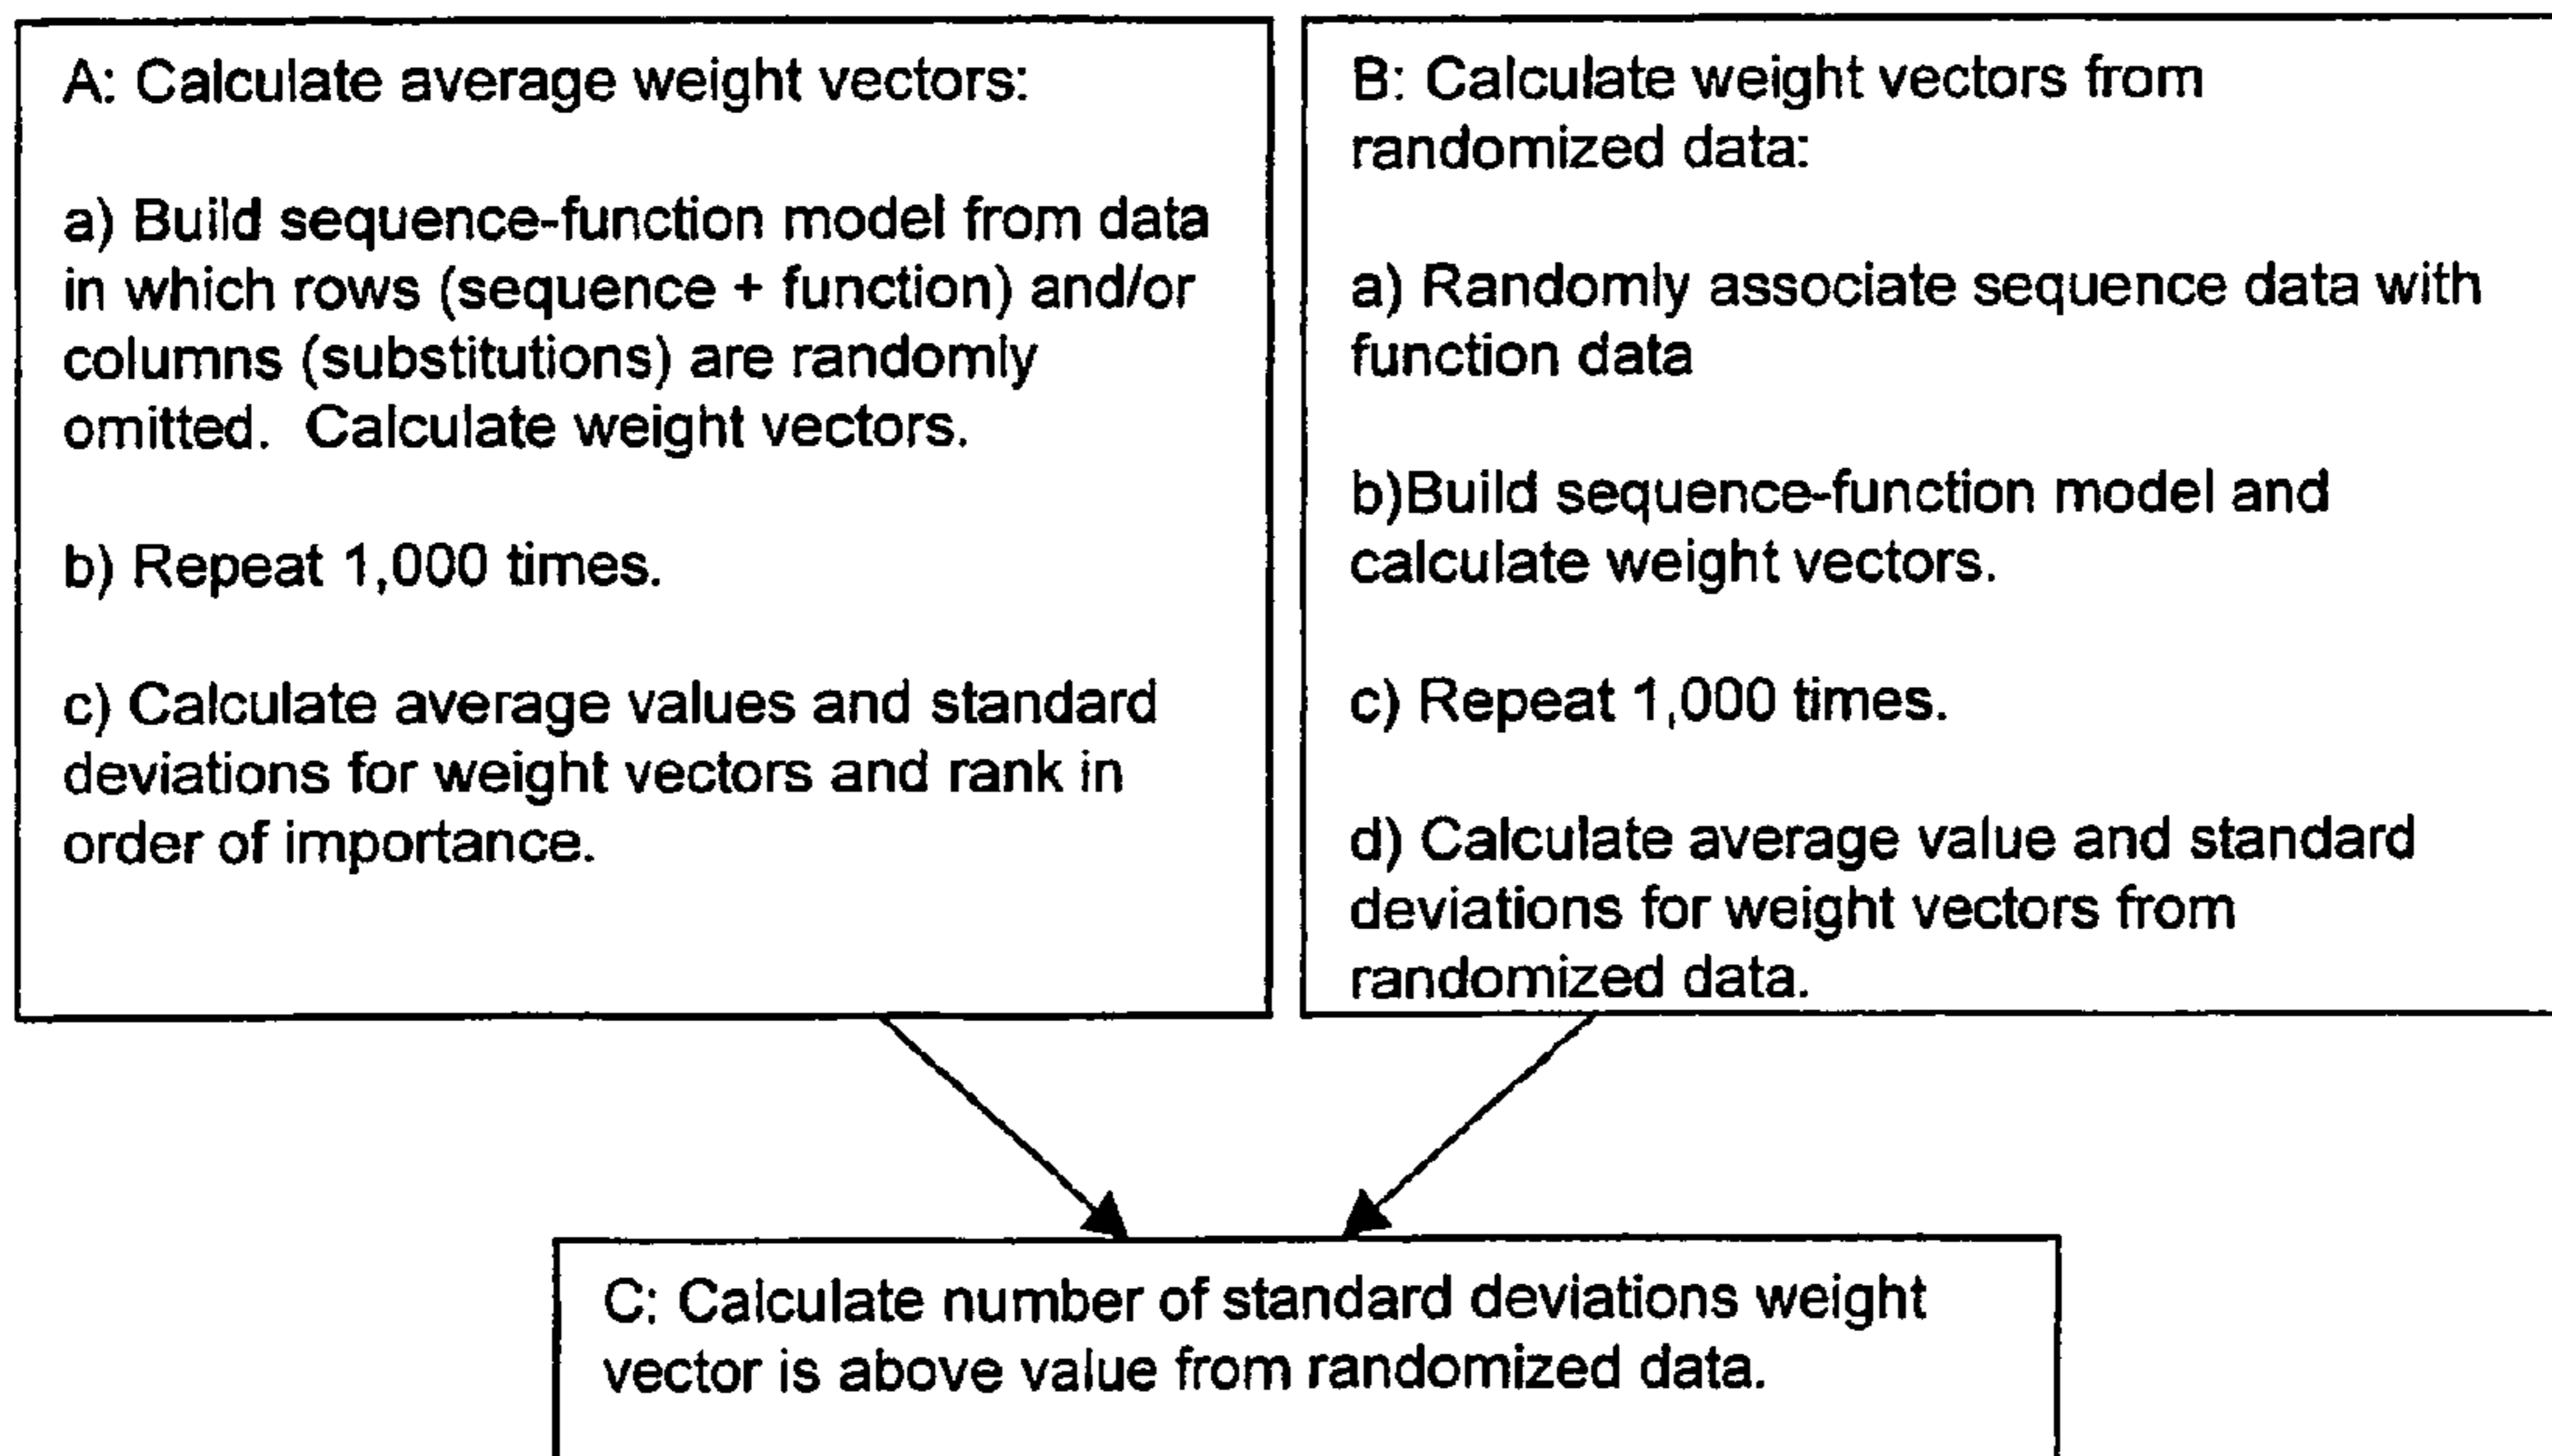 A: Calculate average weight vectors:
a) Build sequence-function model from data
in which rows (sequence + function) and/or
columns (substitutions) are randomly
omitted.  Calculate weight vectors.
b) Repeat 1,000 times.
c) Calculate average values and standard
deviations for weight vectors and rank in
order of importance.
B: Calculate weight vectors from
randomized data:
a) Randomly associate sequence data with
function data
b)Build sequence-function model and
calculate weight vectors.
c) Repeat 1,000 times.
d) Calculate average value and standard
deviations for weight vectors from
randomized data.
C: Calculate number of standard deviations weight
vector is above value from randomized data.